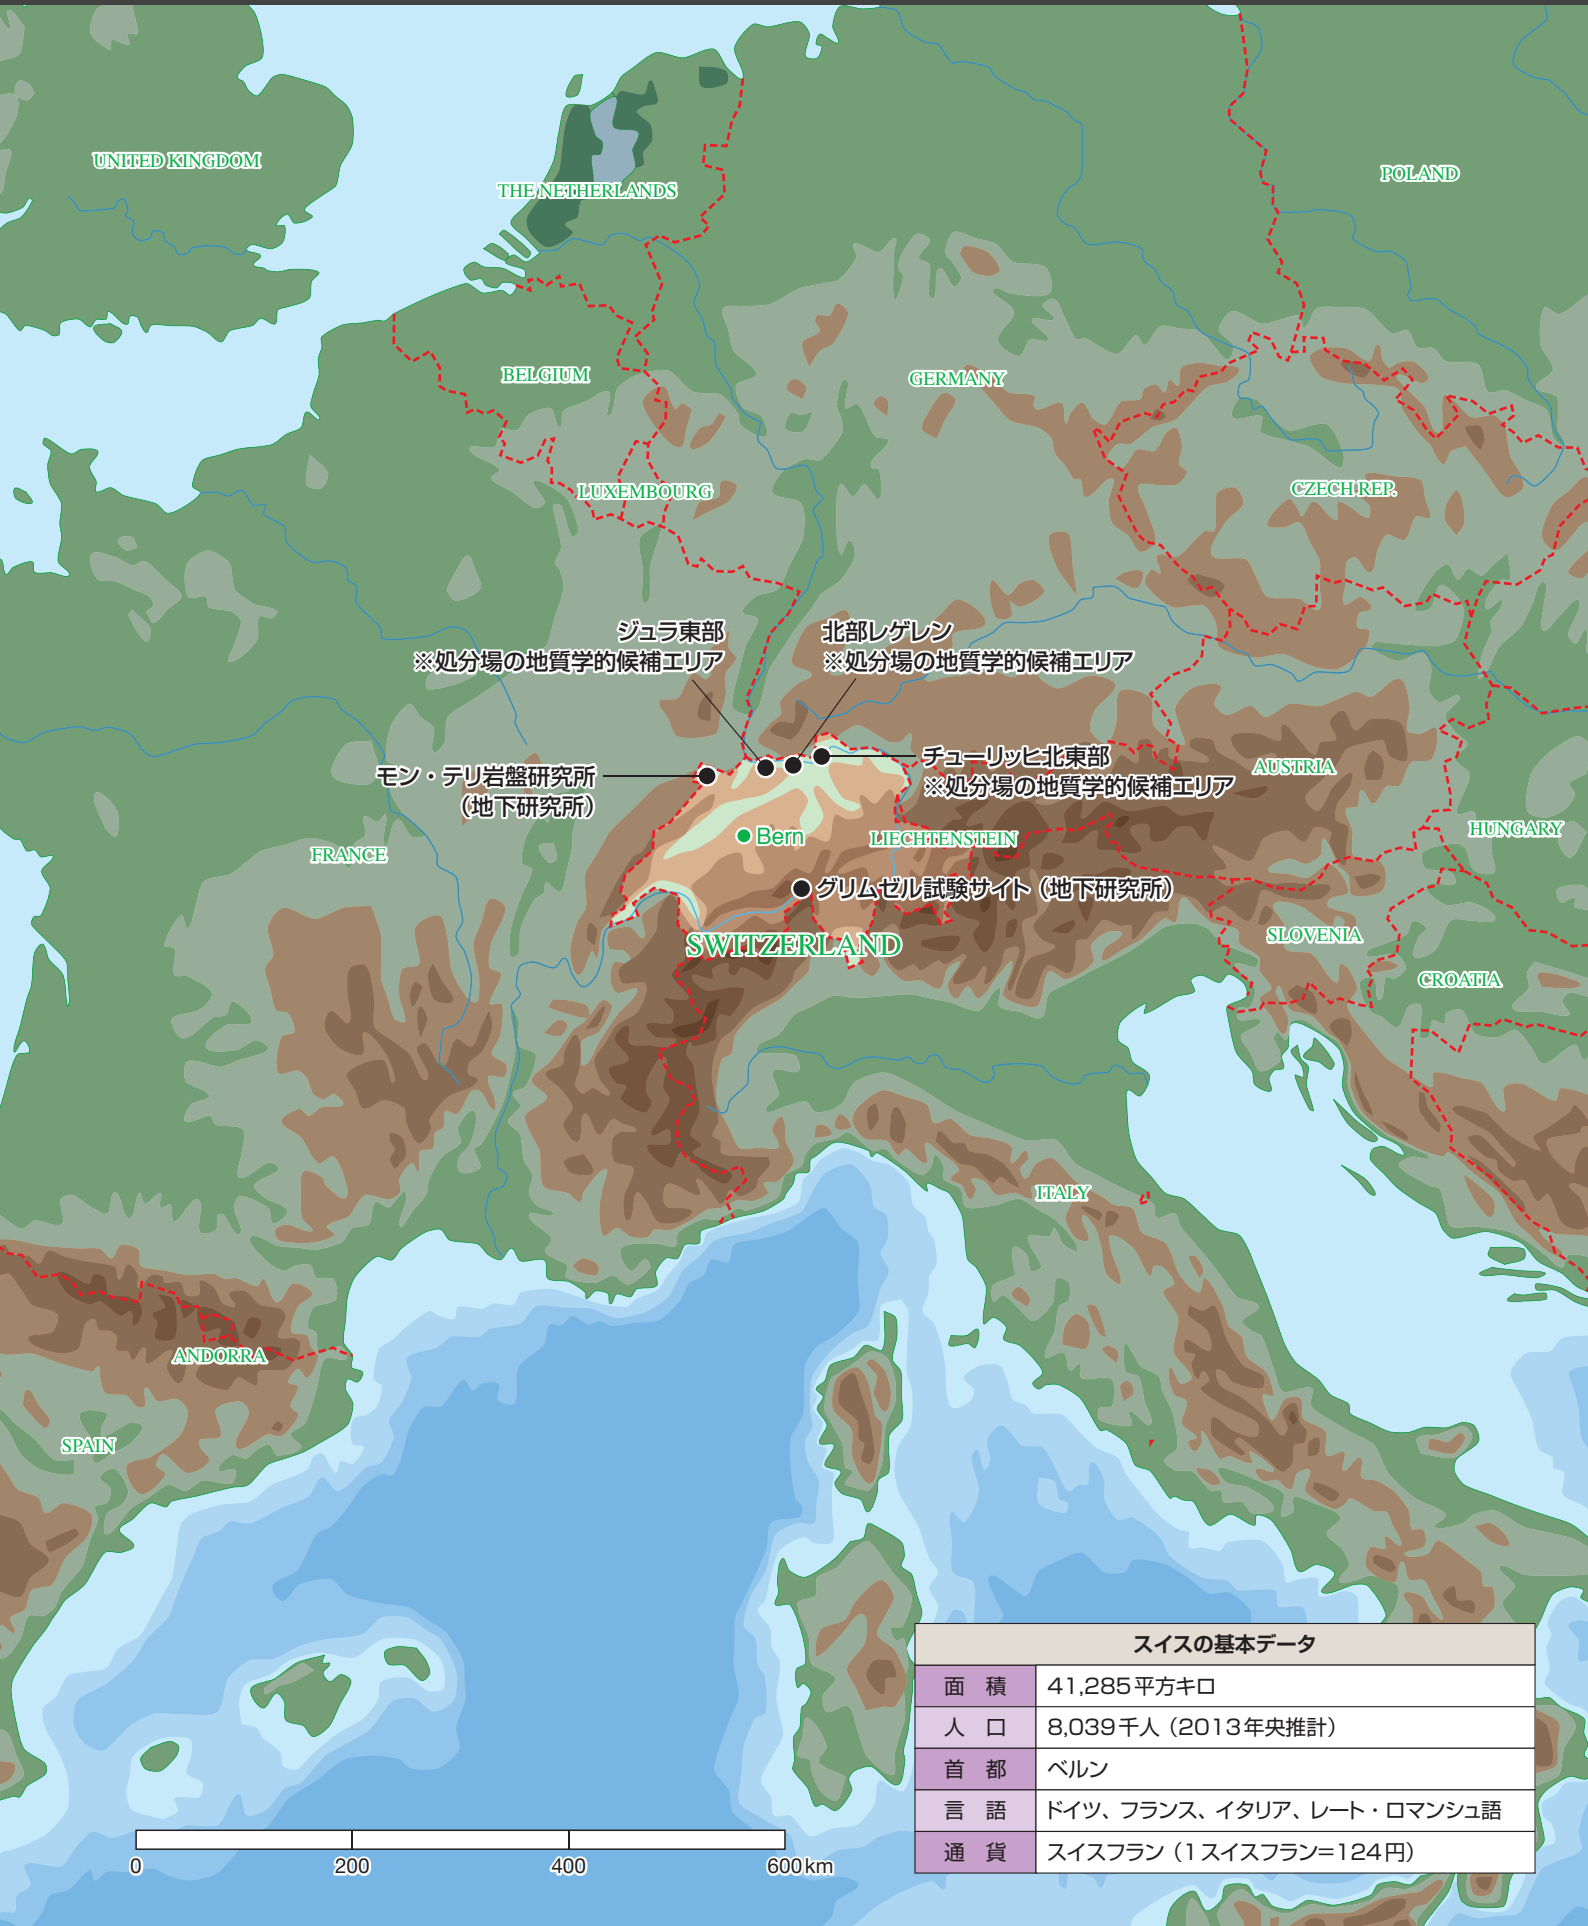 UNITED KINGDOM
THE NETHERLANDS
POLAND
BELGIUM
GERMANY
LUXEMBOURG
CZECH REP.
ジュラ東部
※処分場の地質学的候補エリア
北部レゲレン
※処分場の地質学的候補エリア
モン・テリ岩盤研究所
（地下研究所）
チューリッヒ北東部
※処分場の地質学的候補エリア
AUSTRIA
FRANCE
Bern
LIECHTENSTEIN
HUNGARY
グリムゼル試験サイト（地下研究所）
SWITZERLAND
SLOVENIA
CROATIA
ITALY
ANDORRA
SPAIN
スイスの基本データ
面　積 41,285平方キロ
人　口 8,039千人（2013年央推計）
首　都 ベルン
言　語 ドイツ、フランス、イタリア、レート・ロマンシュ語
通　貨 スイスフラン（1スイスフラン＝124円）
0 200 400 600km